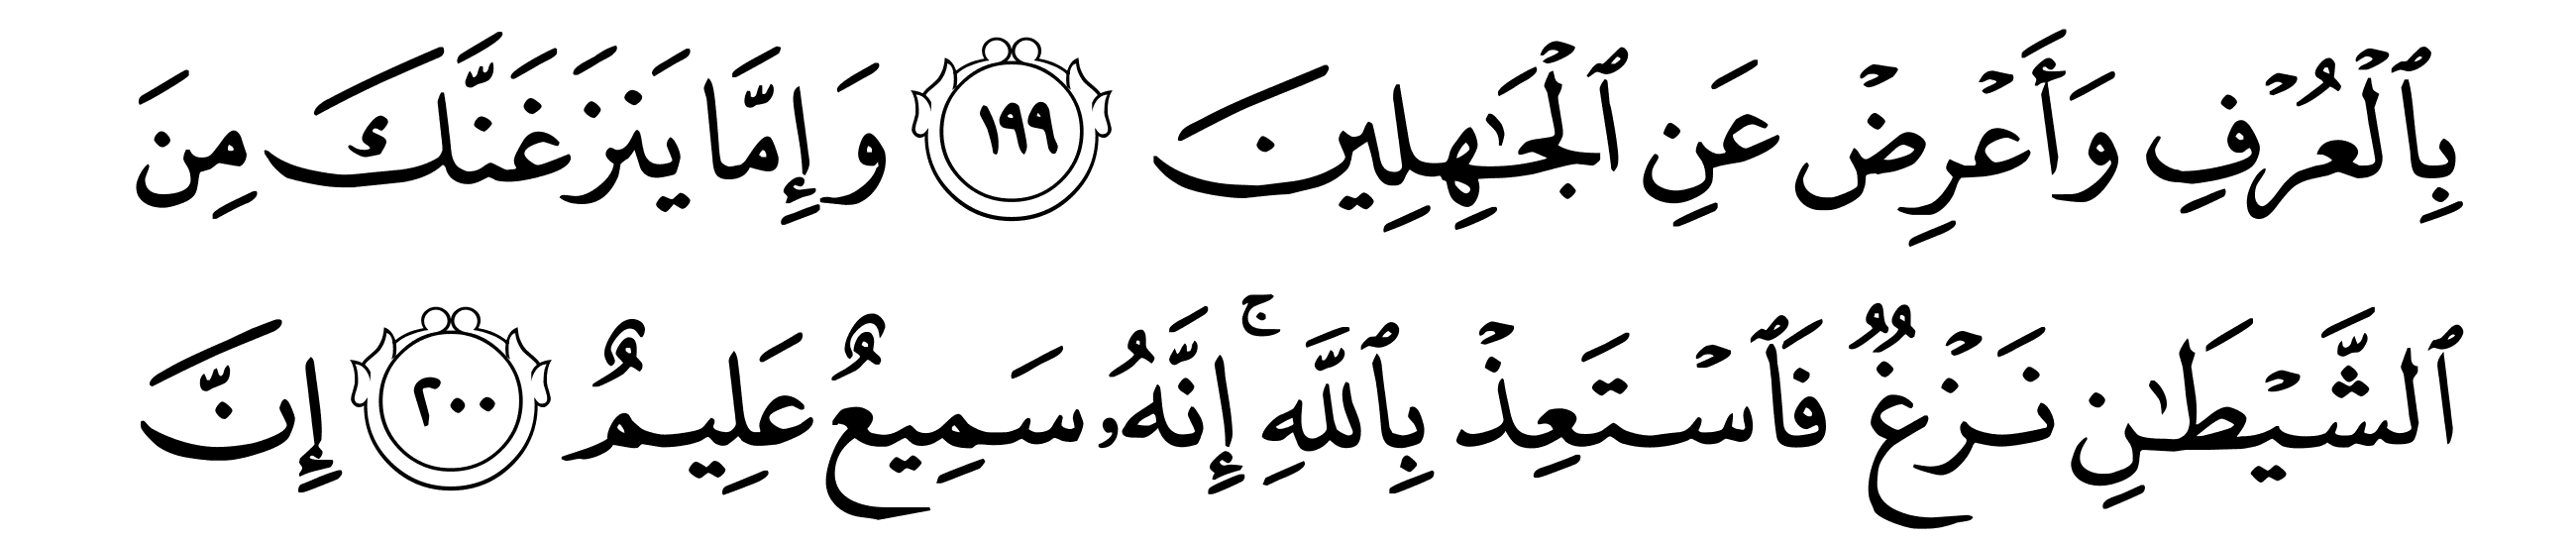 بِٱلْعُرْفِ وَأَعْرِضْ عَنِ ٱلْجَٰهِلِينَ ١٩٩ وَإِمَّا يَنزَغَنَّكَ مِنَ
ٱلشَّيْطَٰنِ نَزْغٌ فَٱسْتَعِذْ بِٱللَّهِ ۚ إِنَّهُۥ سَمِيعٌ عَلِيمٌ ٢٠٠ إِنَّ